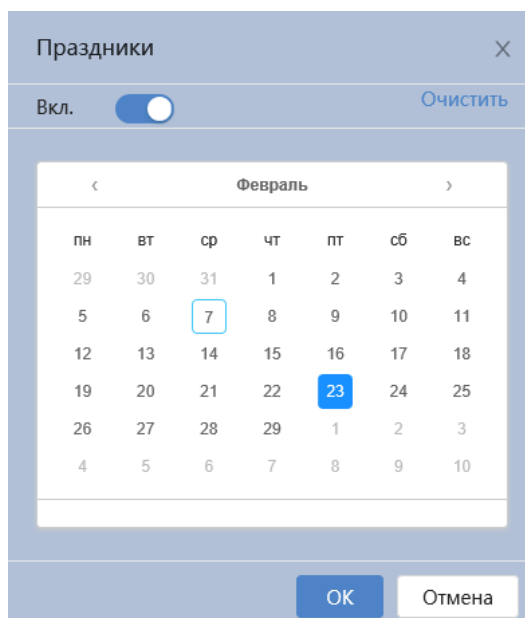 Праздники X
Вкл. Очистить
‹ Февраль ›
пн вт ср чт пт сб вс
29 30 31 1 2 3 4
5 6 7 8 9 10 11
12 13 14 15 16 17 18
19 20 21 22 23 24 25
26 27 28 29 1 2 3
4 5 6 7 8 9 10
OK Отмена